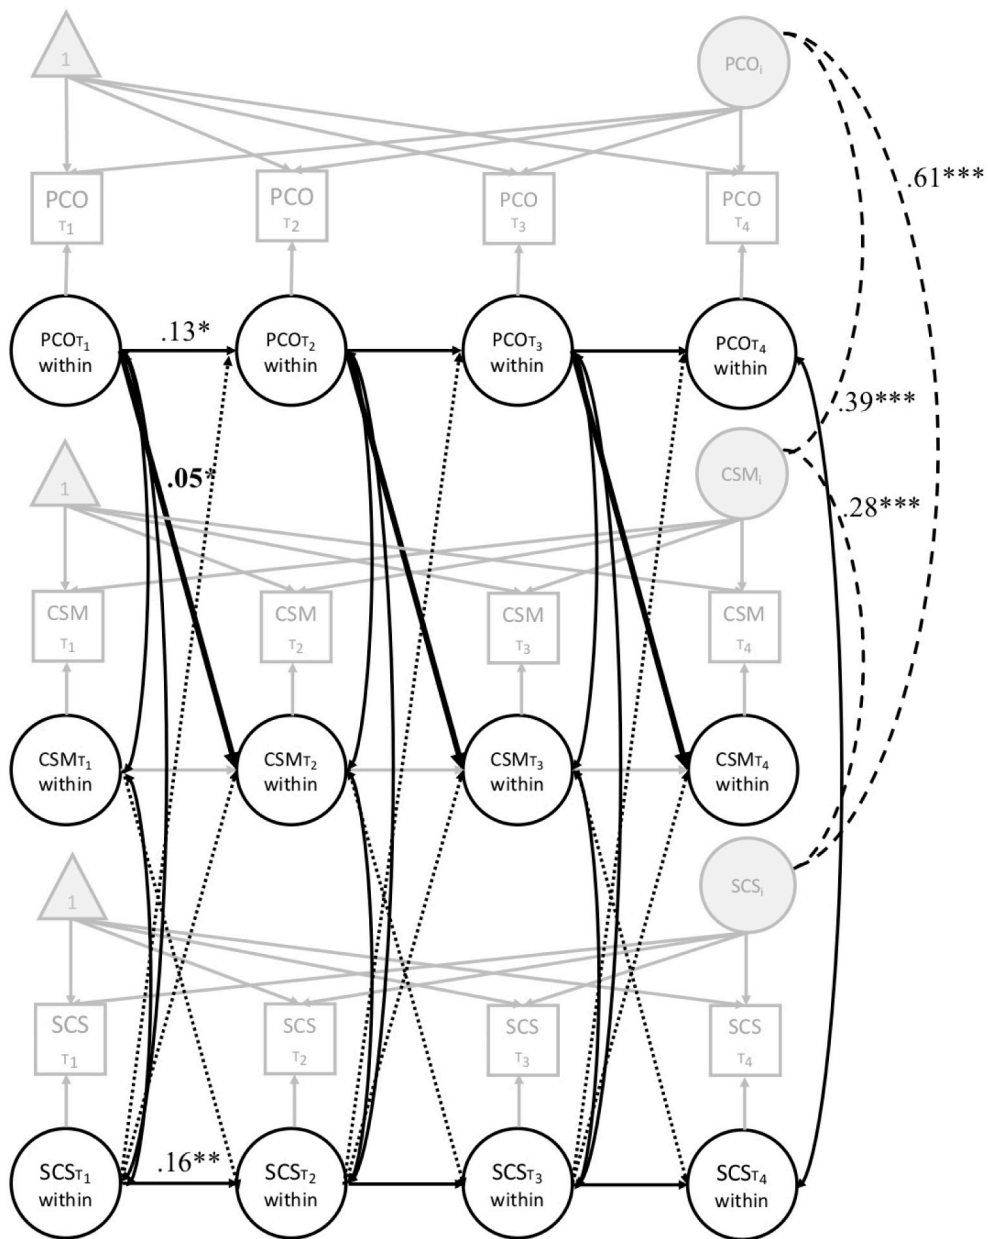 1
PCOi
.61***
PCO
T1
PCO
T2
PCO
T3
PCO
T4
PCOT1
within
.13*
PCOT2
within
PCOT3
within
PCOT4
within
.39***
1
.05*
CSMi
.28***
CSM
T1
CSM
T2
CSM
T3
CSM
T4
CSMT1
within
CSMT2
within
CSMT3
within
CSMT4
within
1
SCSi
SCS
T1
SCS
T2
SCS
T3
SCS
T4
SCST1
within
.16**
SCST2
within
SCST3
within
SCST4
within